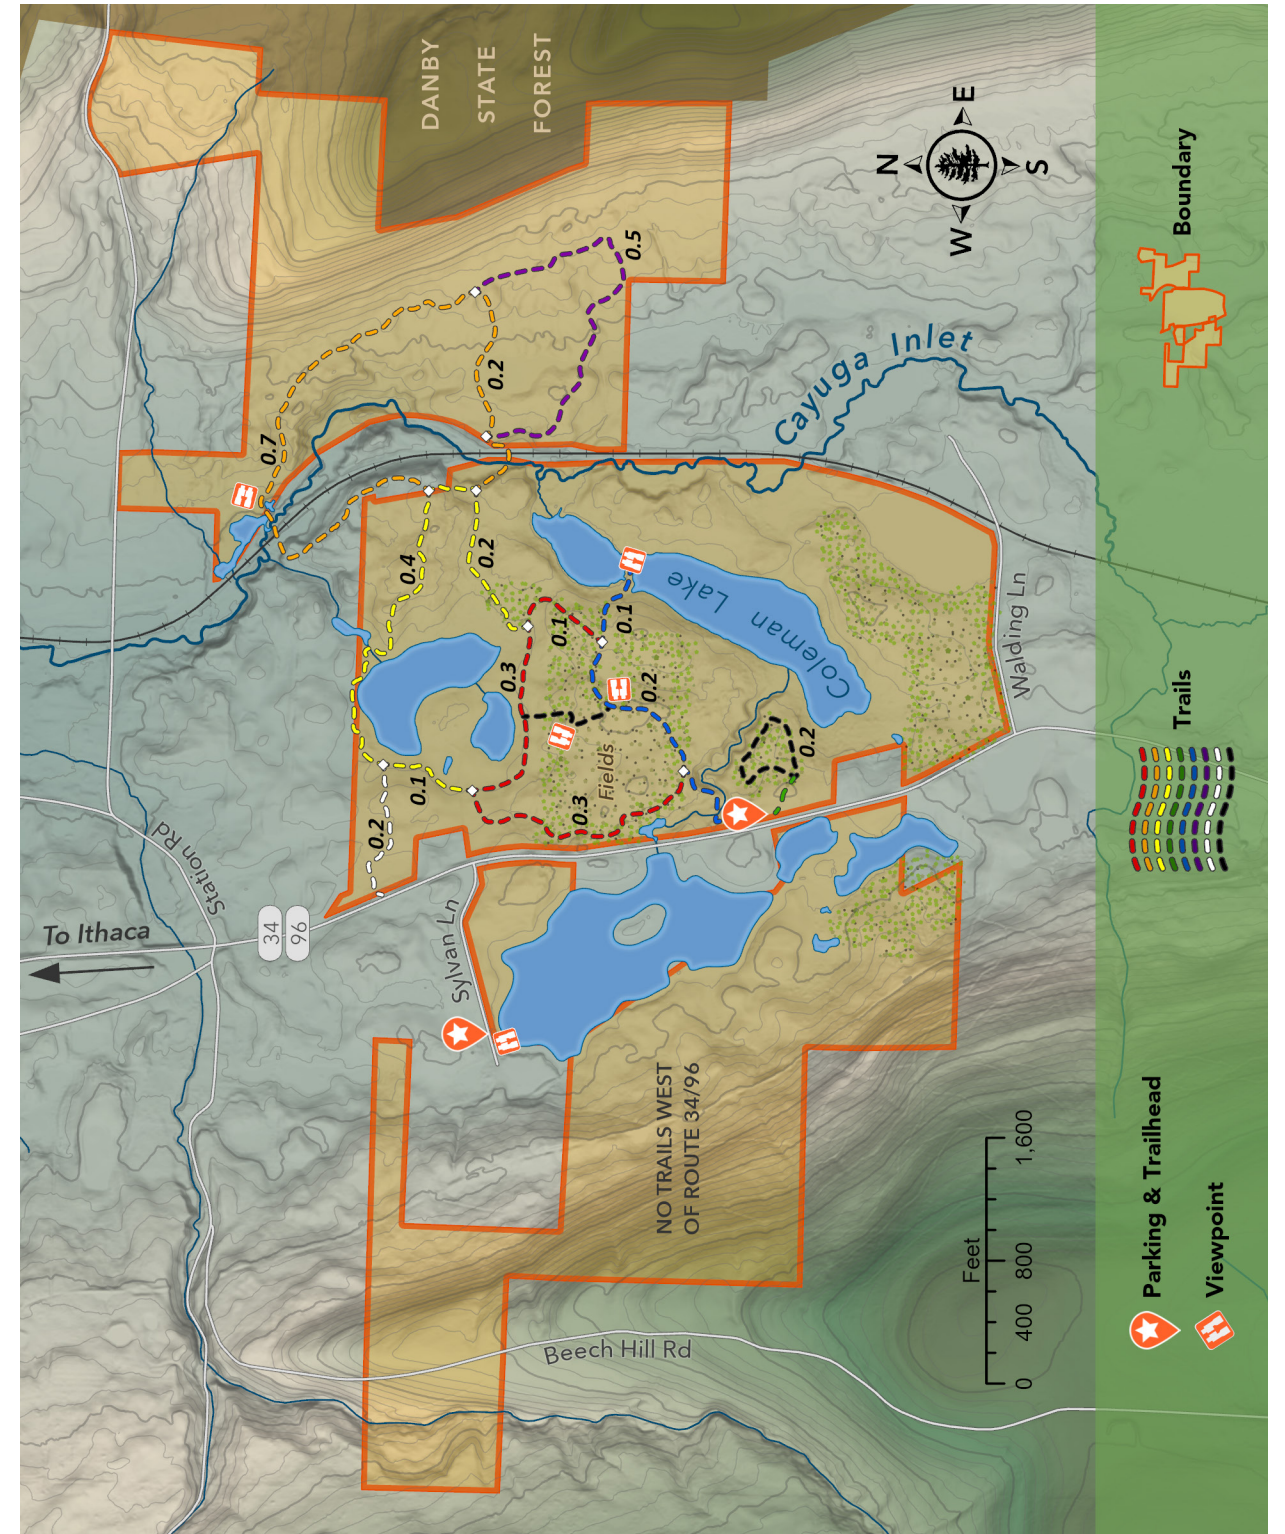 DANBY
STATE
FOREST
N
E
S
W
Boundary
0.5
0.2
0.7
Cayuga Inlet
0.4
0.2
0.1
0.1
0.3
0.2
Coleman Lake
Walding Ln
Trails
0.1
0.2
0.3
Fields
0.2
Station Rd
To Ithaca
34
96
Sylvan Ln
NO TRAILS WEST
OF ROUTE 34/96
Beech Hill Rd
Feet
0 400 800 1,600
Parking & Trailhead
Viewpoint